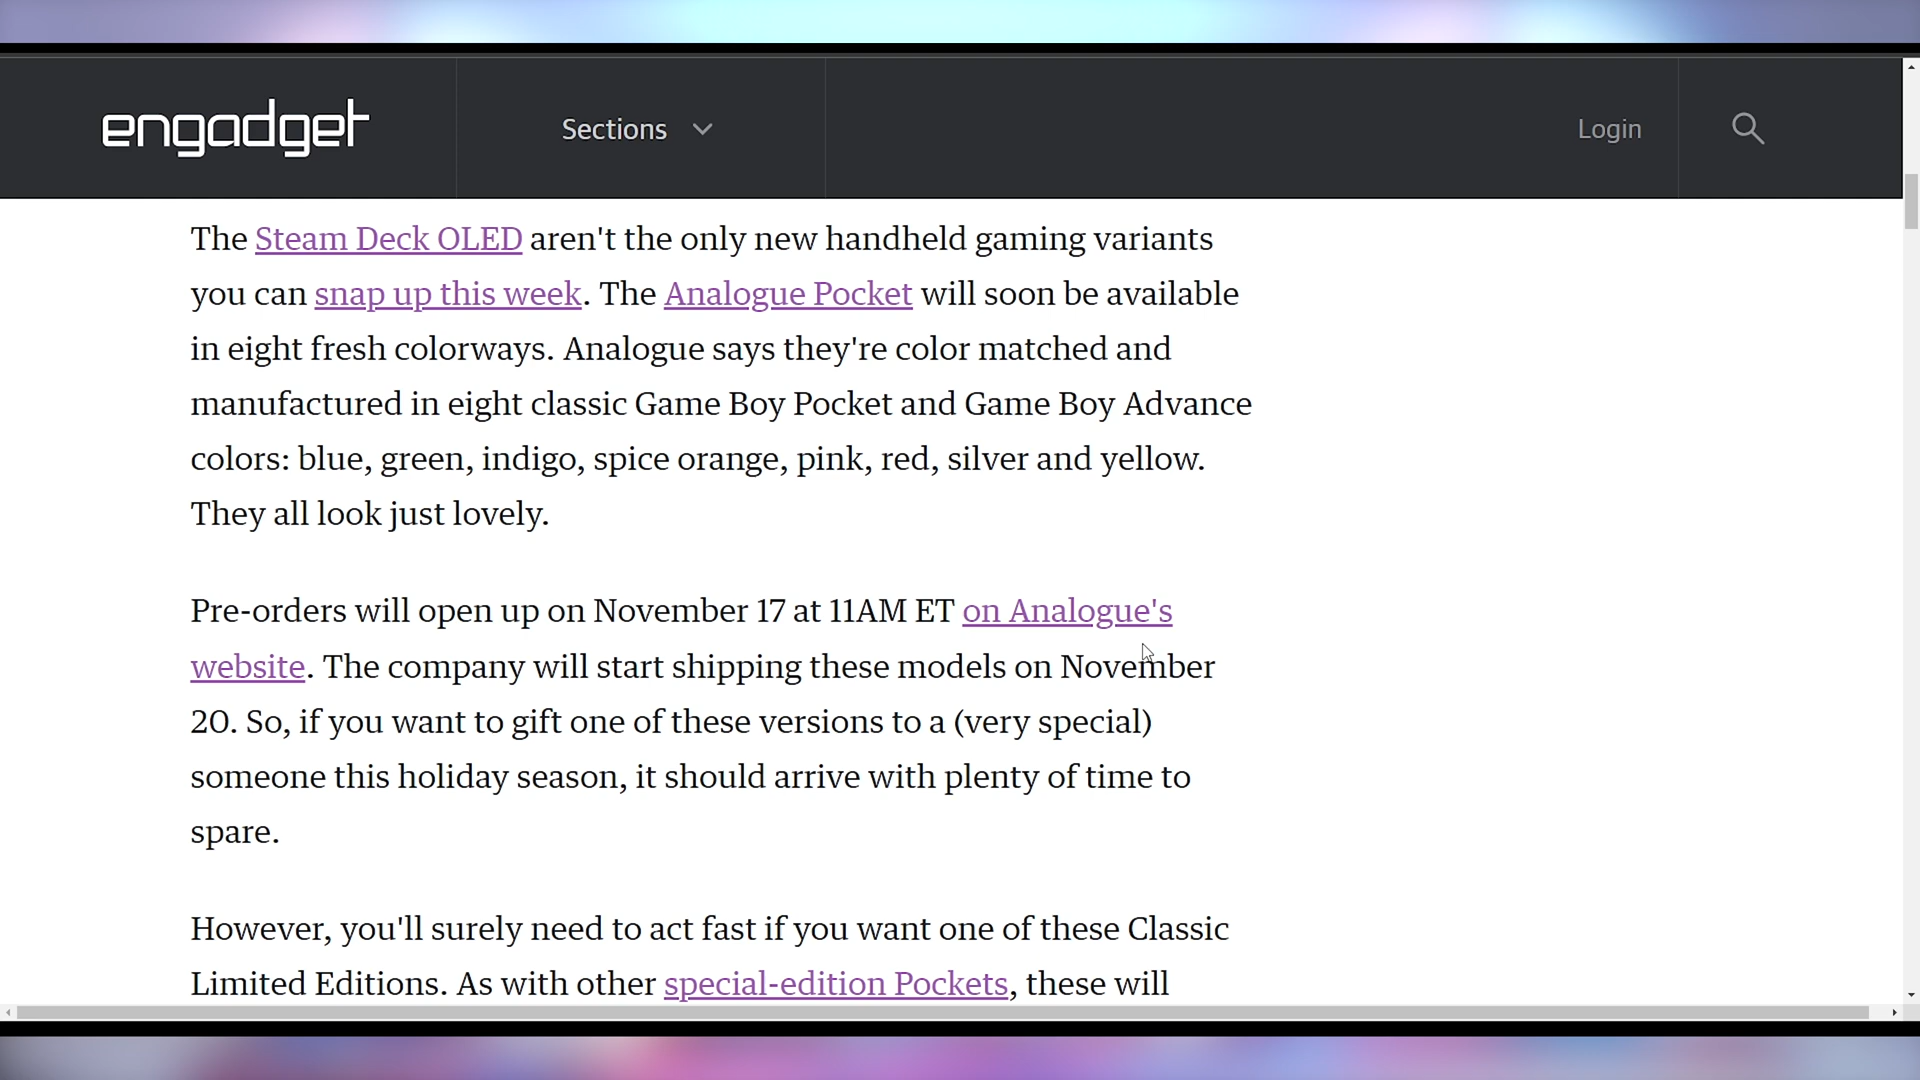 engadget
Sections
Login
The Steam Deck OLED aren't the only new handheld gaming variants
you can snap up this week. The Analogue Pocket will soon be available
in eight fresh colorways. Analogue says they're color matched and
manufactured in eight classic Game Boy Pocket and Game Boy Advance
colors: blue, green, indigo, spice orange, pink, red, silver and yellow.
They all look just lovely.
Pre-orders will open up on November 17 at 11AM ET on Analogue's
website. The company will start shipping these models on November
20. So, if you want to gift one of these versions to a (very special)
someone this holiday season, it should arrive with plenty of time to
spare.
However, you'll surely need to act fast if you want one of these Classic
Limited Editions. As with other special-edition Pockets, these will